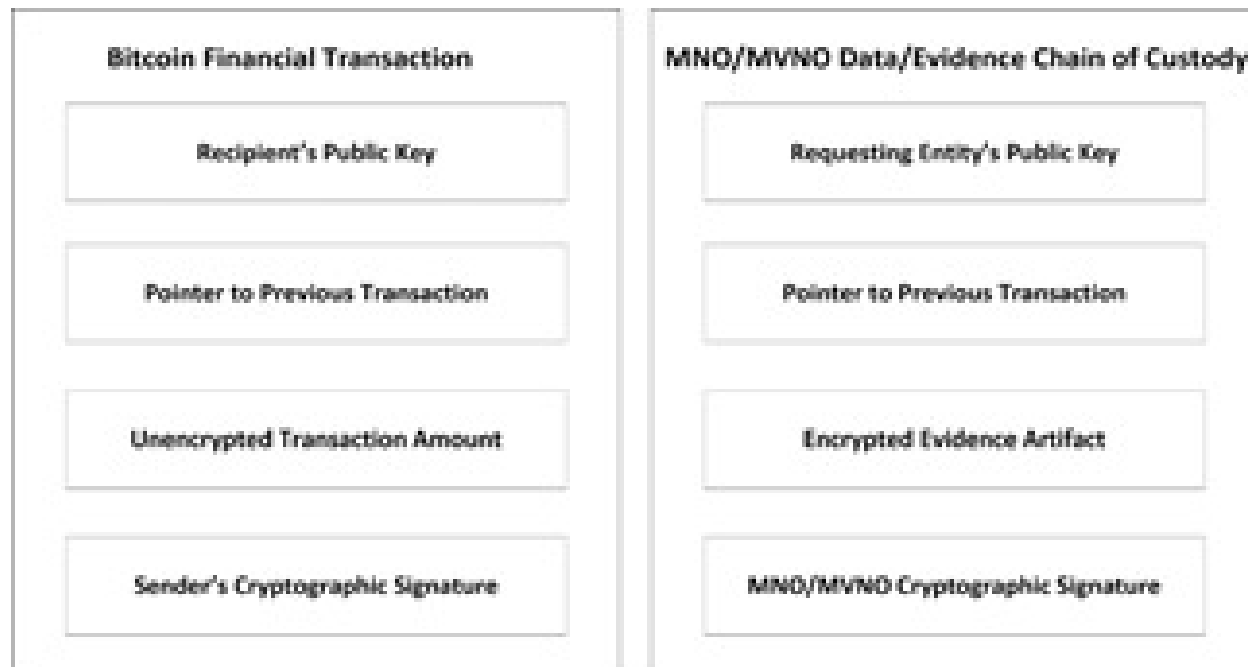 Bitcoin Financial Transaction
Recipient's Public Key
Pointer to Previous Transaction
Unencrypted Transaction Amount
Sender's Cryptographic Signature
MNO/MVNO Data/Evidence Chain of Custody
Requesting Entity's Public Key
Pointer to Previous Transaction
Encrypted Evidence Artifact
MNO/MVNO Cryptographic Signature